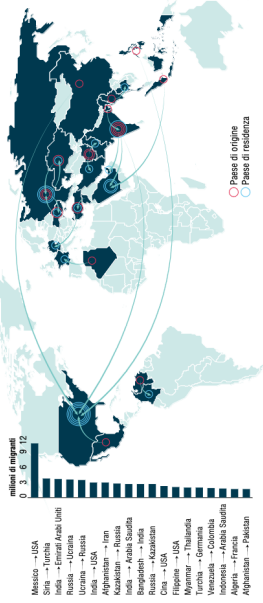 Paese di origine
Paese di residenza
milioni di migranti
0 3 6 9 12
Messico → USA
Siria → Turchia
India → Emirati Arabi Uniti
Russia → Ucraina
Ucraina → Russia
India → USA
Afghanistan → Iran
Kazakistan → Russia
India → Arabia Saudita
Bangladesh → India
Russia → Kazakistan
Cina → USA
Filippine → USA
Myanmar → Thailandia
Turchia → Germania
Venezuela → Colombia
Indonesia → Arabia Saudita
Algeria → Francia
Afghanistan → Pakistan